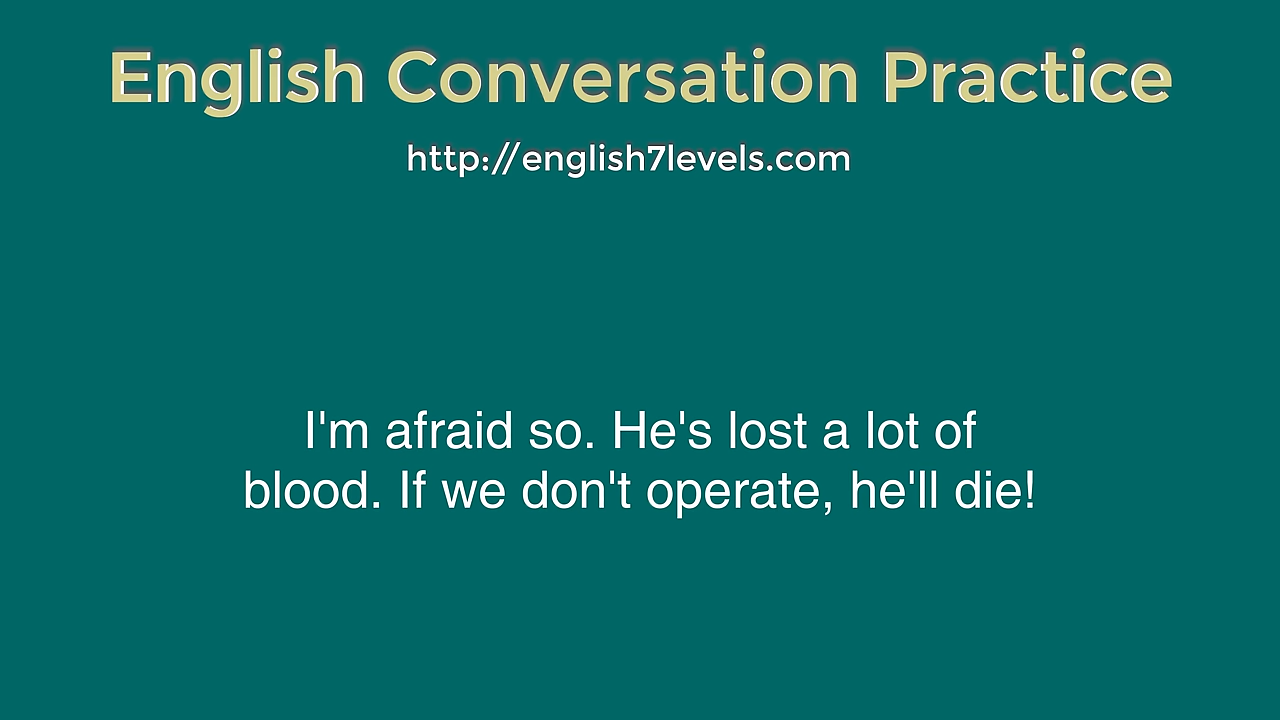 English Conversation Practice
http://english7levels.com
I'm afraid so. He's lost a lot of
blood. If we don't operate, he'll die!